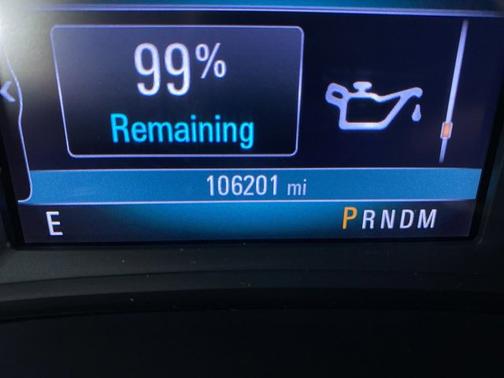 99%
Remaining
106201 mi
E PRNDM